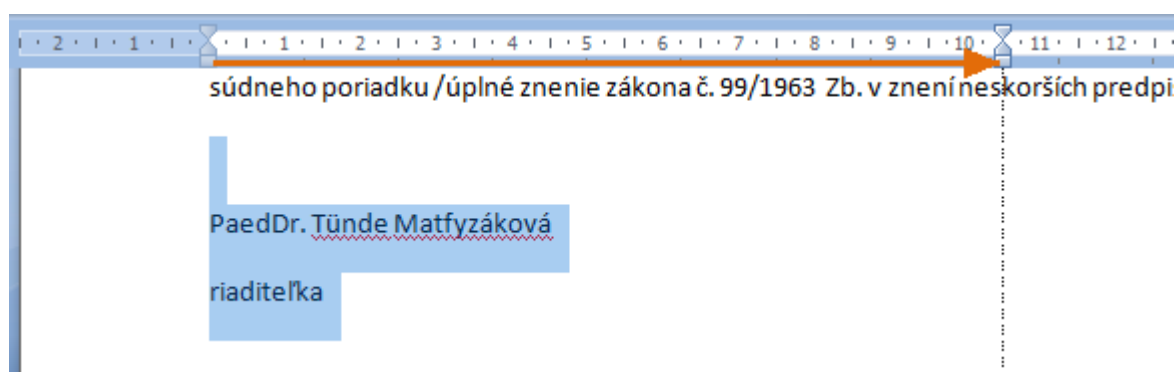 2 1 1 2 3 4 5 6 7 8 9 10 11 12
súdneho poriadku /úplné znenie zákona č. 99/1963 Zb. v znení neskorších predpi
PaedDr. Tünde Matfyzáková
riaditeľka